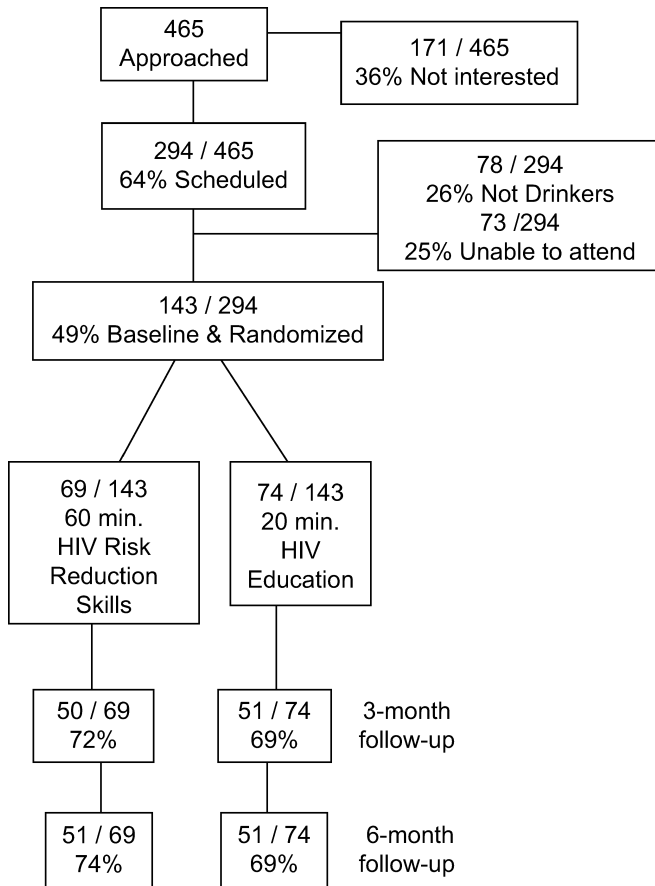 465
Approached
171 / 465
36% Not interested
294 / 465
64% Scheduled
78 / 294
26% Not Drinkers
73 /294
25% Unable to attend
143 / 294
49% Baseline & Randomized
69 / 143
60 min.
HIV Risk
Reduction
Skills
74 / 143
20 min.
HIV
Education
50 / 69
72%
51 / 74
69%
3-month
follow-up
51 / 69
74%
51 / 74
69%
6-month
follow-up